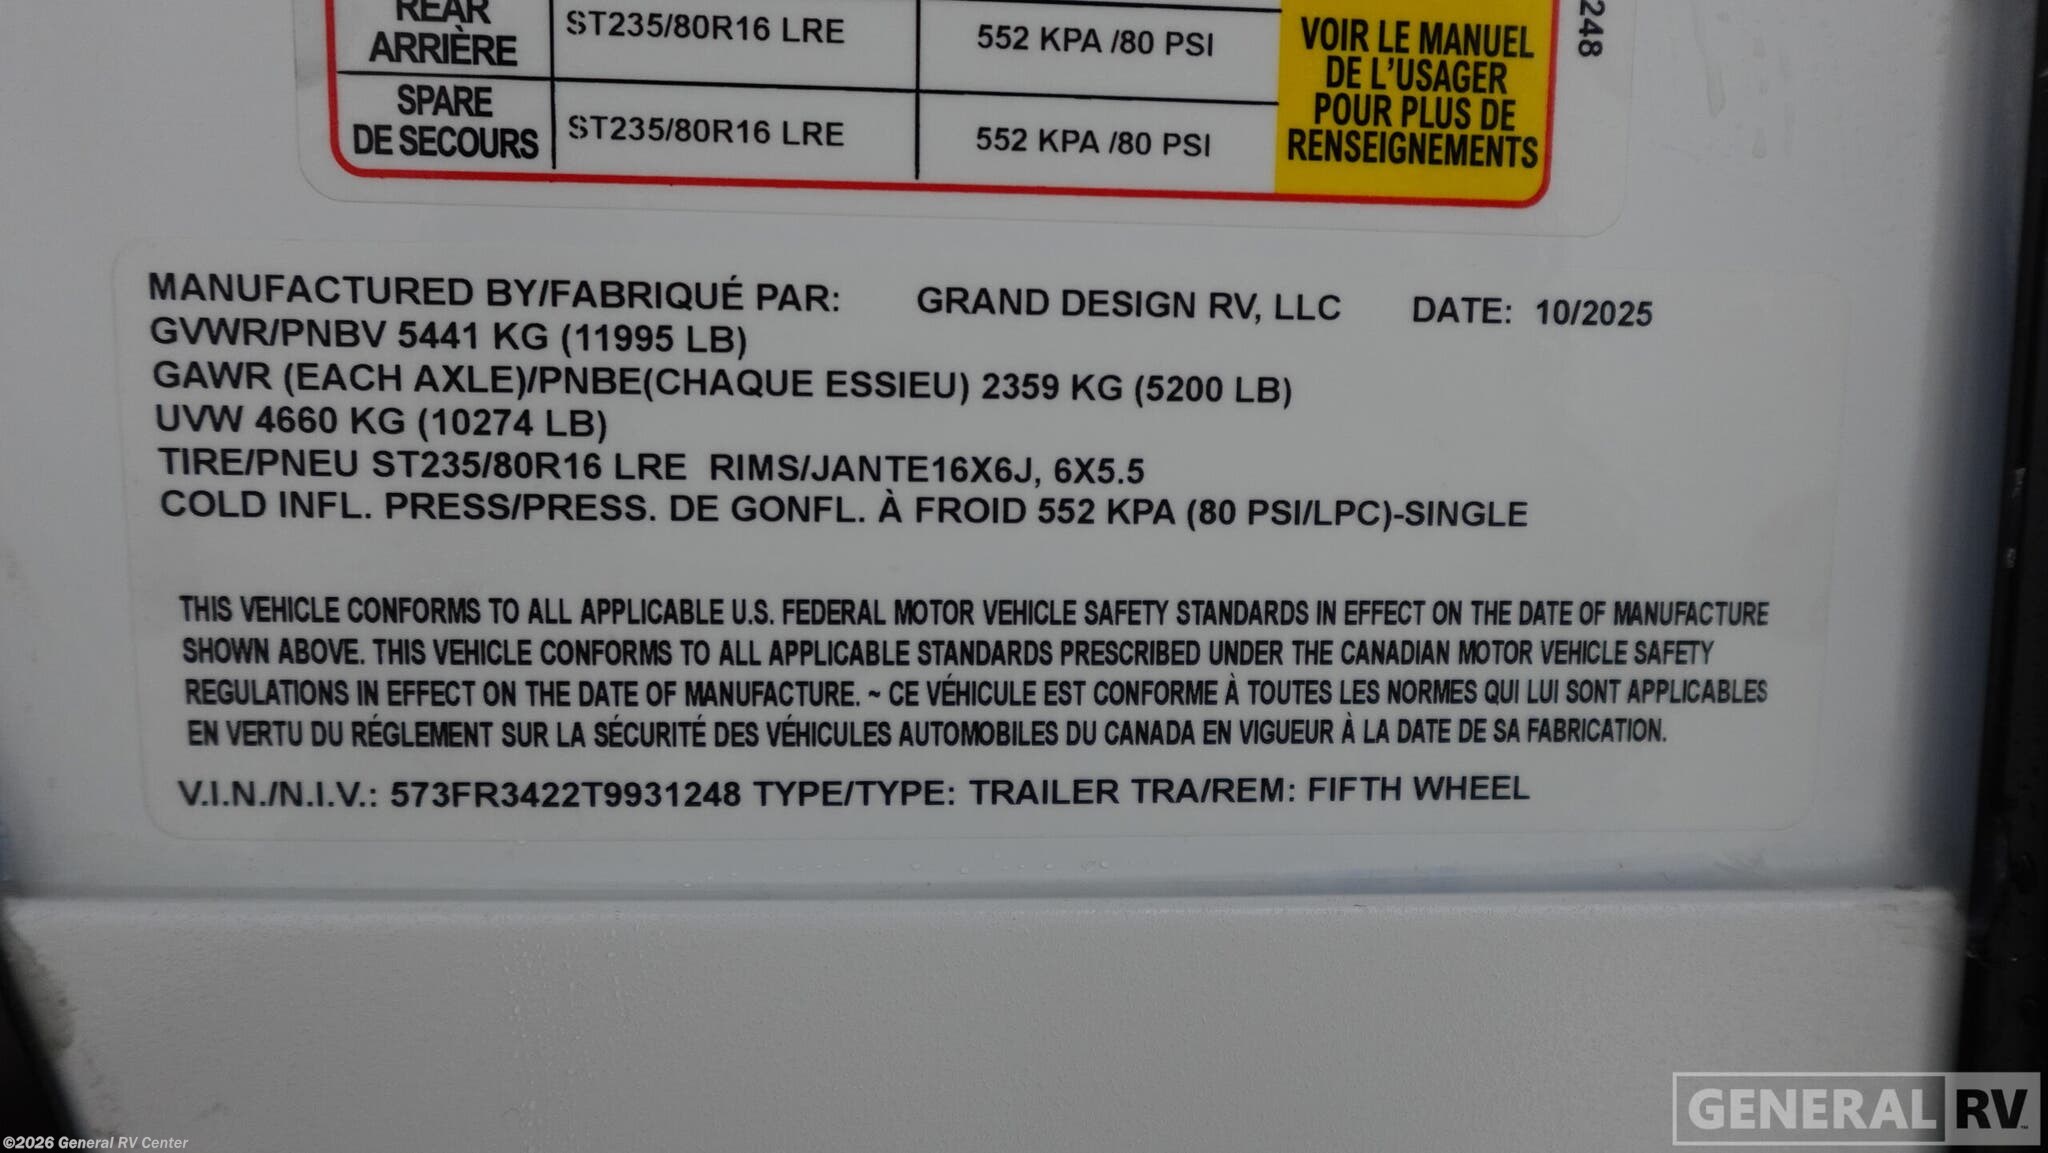 REAR
ARRIÈRE
ST235/80R16 LRE
552 KPA /80 PSI
SPARE
DE SECOURS
ST235/80R16 LRE
552 KPA /80 PSI
VOIR LE MANUEL
DE L'USAGER
POUR PLUS DE
RENSEIGNEMENTS
248
MANUFACTURED BY/FABRIQUÉ PAR: GRAND DESIGN RV, LLC DATE: 10/2025
GVWR/PNBV 5441 KG (11995 LB)
GAWR (EACH AXLE)/PNBE(CHAQUE ESSIEU) 2359 KG (5200 LB)
UVW 4660 KG (10274 LB)
TIRE/PNEU ST235/80R16 LRE RIMS/JANTE16X6J, 6X5.5
COLD INFL. PRESS/PRESS. DE GONFL. À FROID 552 KPA (80 PSI/LPC)-SINGLE
THIS VEHICLE CONFORMS TO ALL APPLICABLE U.S. FEDERAL MOTOR VEHICLE SAFETY STANDARDS IN EFFECT ON THE DATE OF MANUFACTURE
SHOWN ABOVE. THIS VEHICLE CONFORMS TO ALL APPLICABLE STANDARDS PRESCRIBED UNDER THE CANADIAN MOTOR VEHICLE SAFETY
REGULATIONS IN EFFECT ON THE DATE OF MANUFACTURE. ~ CE VÉHICULE EST CONFORME À TOUTES LES NORMES QUI LUI SONT APPLICABLES
EN VERTU DU RÉGLEMENT SUR LA SÉCURITÉ DES VÉHICULES AUTOMOBILES DU CANADA EN VIGUEUR À LA DATE DE SA FABRICATION.
V.I.N./N.I.V.: 573FR3422T9931248 TYPE/TYPE: TRAILER TRA/REM: FIFTH WHEEL
GENERAL RV
©2026 General RV Center